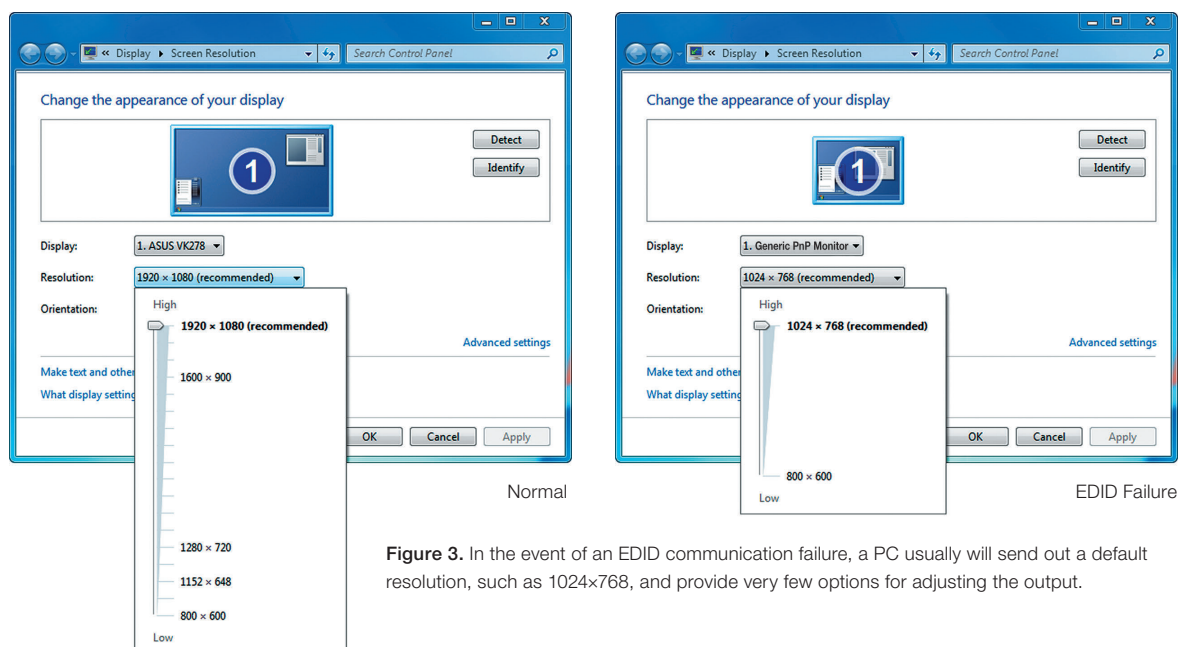 « Display ▸ Screen Resolution
Search Control Panel
Change the appearance of your display
1
Detect
Identify
Display:
1. ASUS VK278
Resolution:
1920 × 1080 (recommended)
Orientation:
High
1920 × 1080 (recommended)
1600 × 900
1280 × 720
1152 × 648
800 × 600
Low
Advanced settings
Make text and other
What display setting
OK
Cancel
Apply
Normal
« Display ▸ Screen Resolution
Search Control Panel
Change the appearance of your display
1
Detect
Identify
Display:
1. Generic PnP Monitor
Resolution:
1024 × 768 (recommended)
Orientation:
High
1024 × 768 (recommended)
800 × 600
Low
Advanced settings
Make text and othe
What display setting
OK
Cancel
Apply
EDID Failure
Figure 3. In the event of an EDID communication failure, a PC usually will send out a default
resolution, such as 1024×768, and provide very few options for adjusting the output.